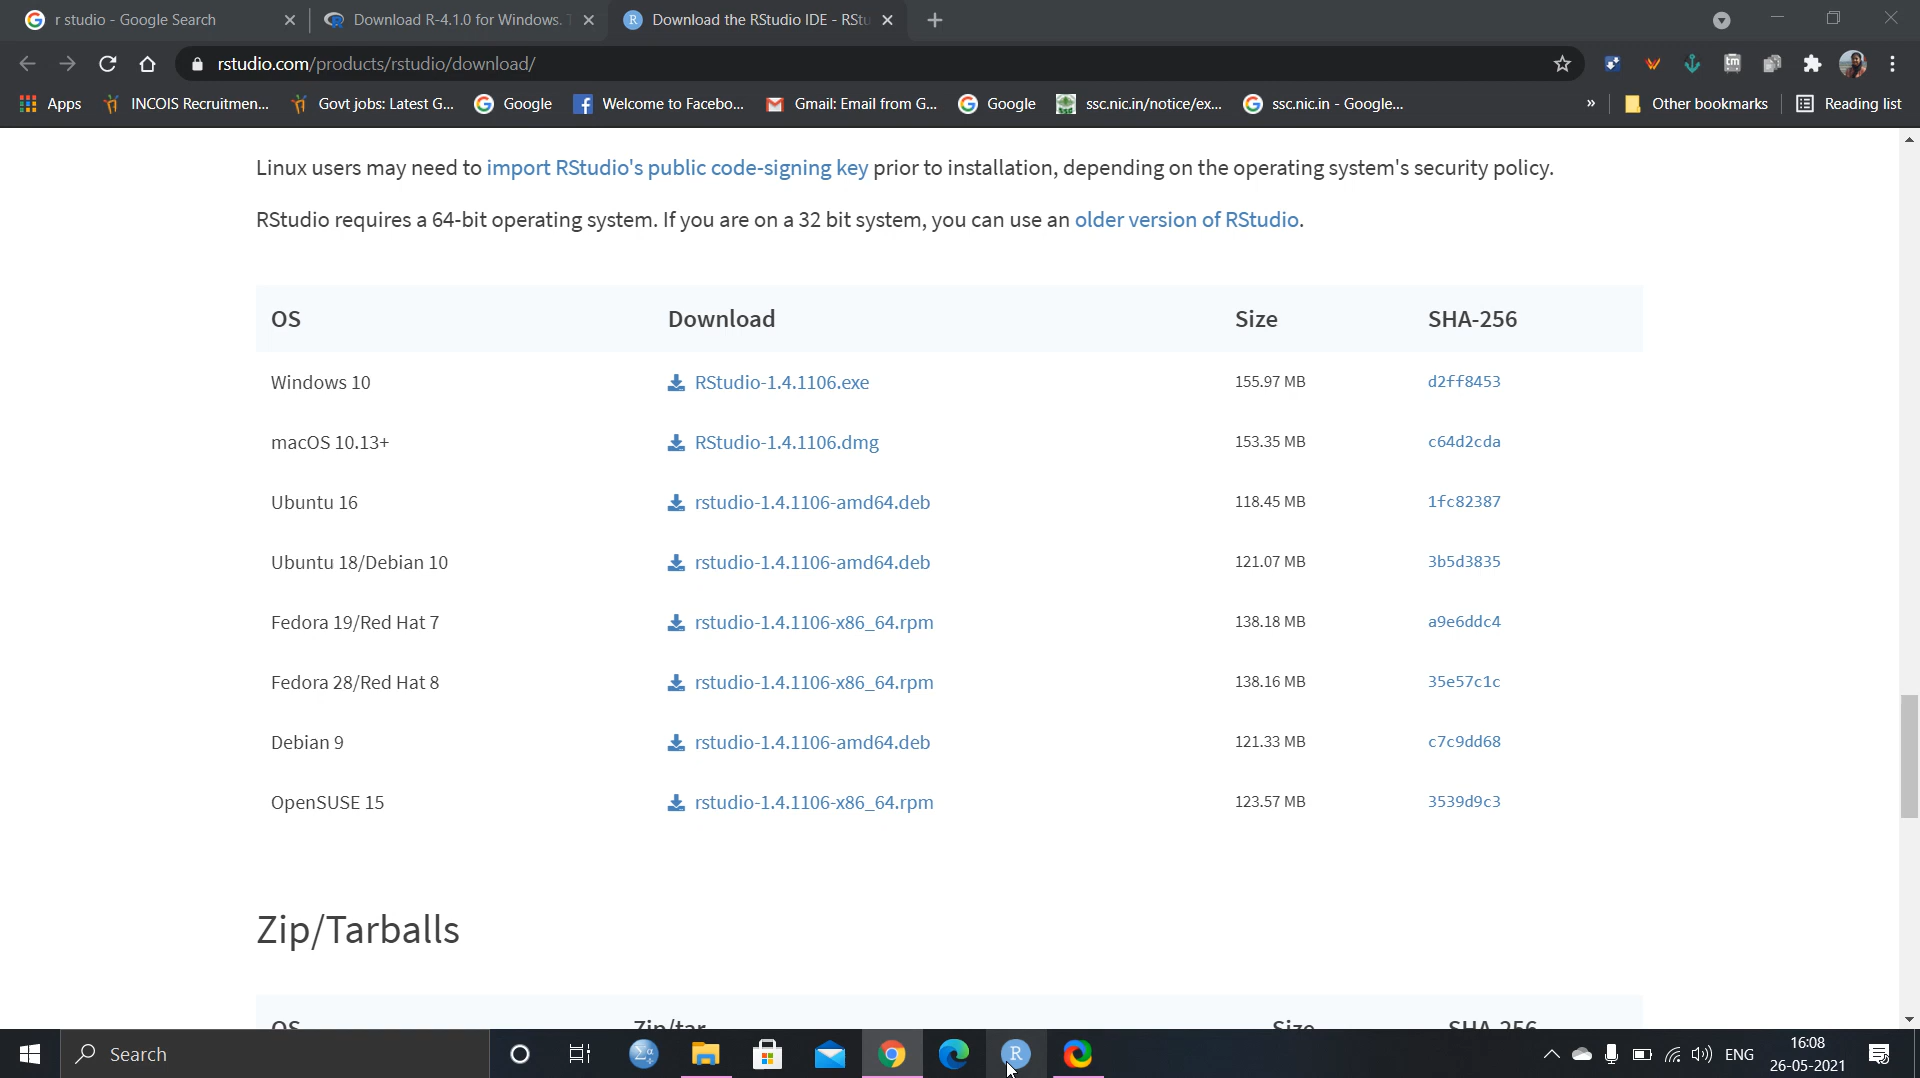 r studio - Google Search
Download R-4.1.0 for Windows. T
Download the RStudio IDE - RStu
rstudio.com/products/rstudio/download/
Apps
INCOIS Recruitmen...
Govt jobs: Latest G...
Google
Welcome to Facebo...
Gmail: Email from G...
Google
ssc.nic.in/notice/ex...
ssc.nic.in - Google...
»
Other bookmarks
Reading list
Linux users may need to import RStudio's public code-signing key prior to installation, depending on the operating system's security policy.
RStudio requires a 64-bit operating system. If you are on a 32 bit system, you can use an older version of RStudio.
OS Download Size SHA-256
Windows 10 RStudio-1.4.1106.exe 155.97 MB d2ff8453
macOS 10.13+ RStudio-1.4.1106.dmg 153.35 MB c64d2cda
Ubuntu 16 rstudio-1.4.1106-amd64.deb 118.45 MB 1fc82387
Ubuntu 18/Debian 10 rstudio-1.4.1106-amd64.deb 121.07 MB 3b5d3835
Fedora 19/Red Hat 7 rstudio-1.4.1106-x86_64.rpm 138.18 MB a9e6ddc4
Fedora 28/Red Hat 8 rstudio-1.4.1106-x86_64.rpm 138.16 MB 35e57c1c
Debian 9 rstudio-1.4.1106-amd64.deb 121.33 MB c7c9dd68
OpenSUSE 15 rstudio-1.4.1106-x86_64.rpm 123.57 MB 3539d9c3
Zip/Tarballs
OS Zip/tar Size SHA-256
Search
ENG
16:08
26-05-2021